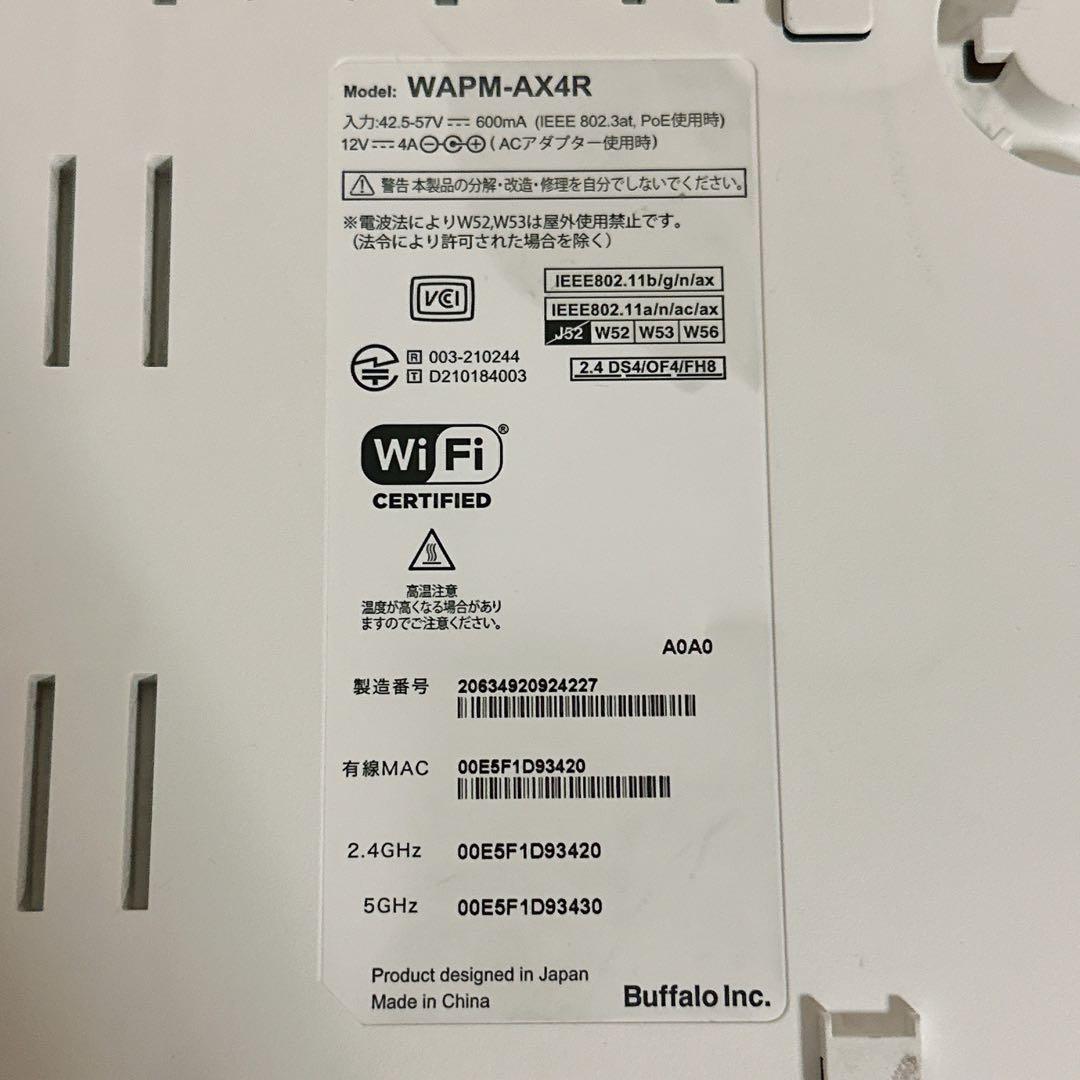 Model: WAPM-AX4R
入力:42.5-57V⎓ 600mA (IEEE 802.3at, PoE使用時)
12V⎓4A (ACアダプター使用時)
警告 本製品の分解・改造・修理を自分でしないでください。
※電波法によりW52,W53は屋外使用禁止です。
(法令により許可された場合を除く)
VCCI
IEEE802.11b/g/n/ax
IEEE802.11a/n/ac/ax
J52 W52 W53 W56
R 003-210244
T D210184003
2.4 DS4/OF4/FH8
Wi Fi®
CERTIFIED
高温注意
温度が高くなる場合があり
ますのでご注意ください。
A0A0
製造番号 20634920924227
有線MAC 00E5F1D93420
2.4GHz 00E5F1D93420
5GHz 00E5F1D93430
Product designed in Japan
Made in China
Buffalo Inc.